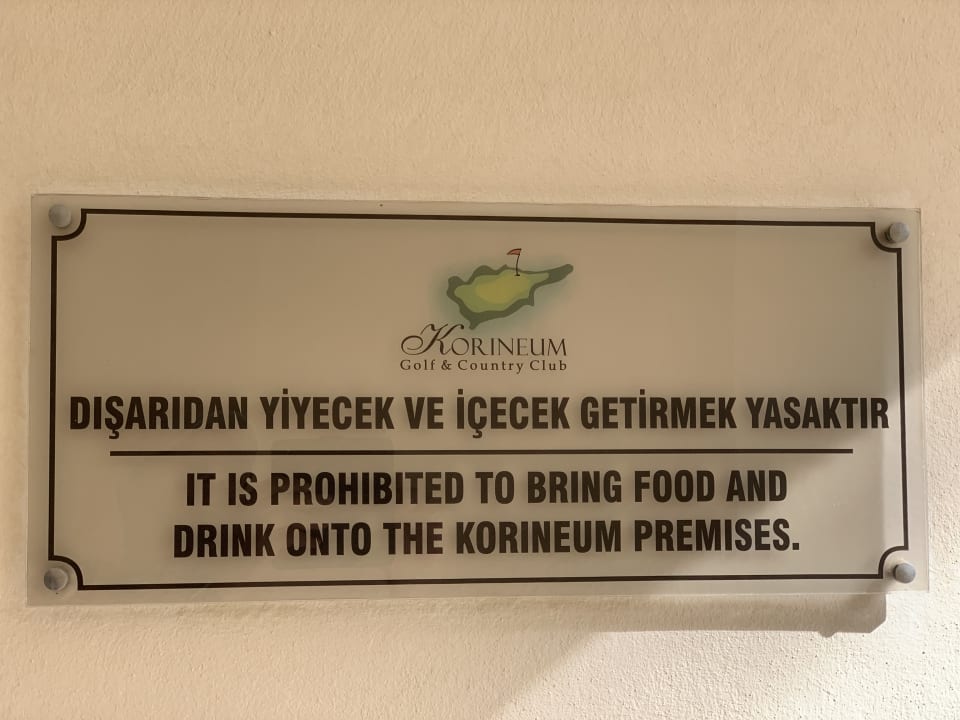 KORINEUM
Golf & Country Club
DIŞARIDAN YİYECEK VE İÇECEK GETİRMEK YASAKTIR
IT IS PROHIBITED TO BRING FOOD AND
DRINK ONTO THE KORINEUM PREMISES.